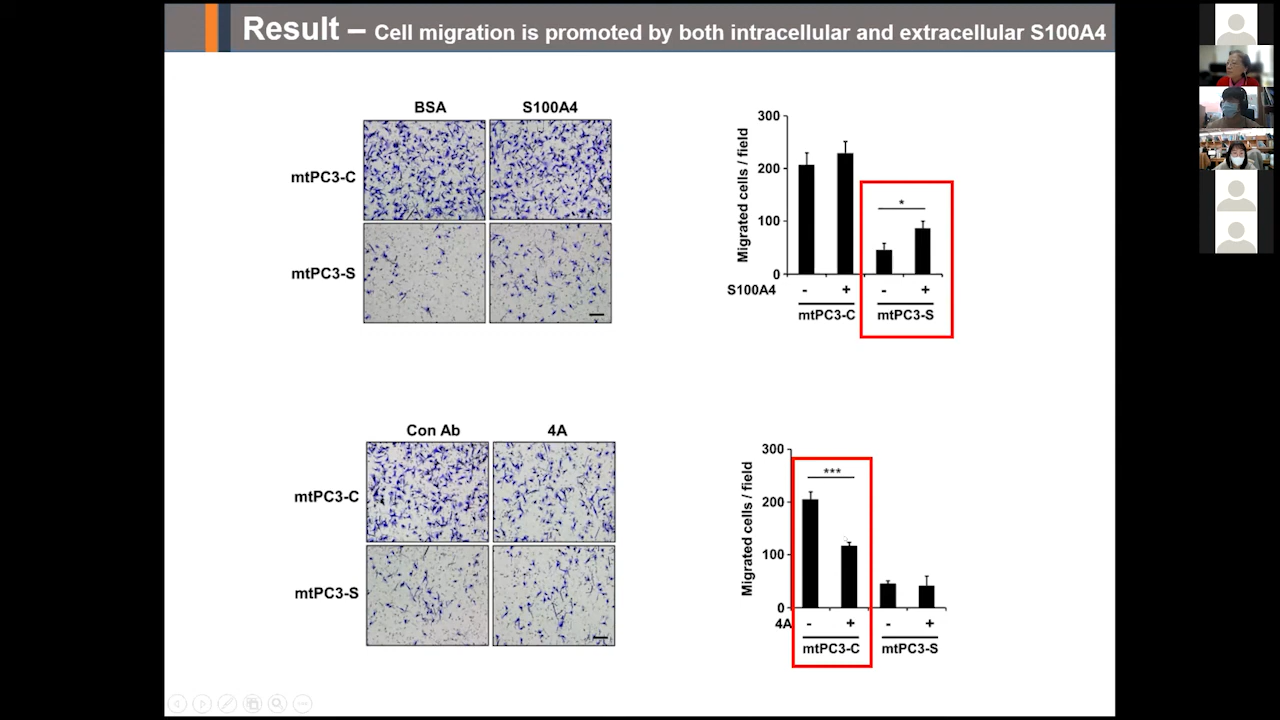 Result – Cell migration is promoted by both intracellular and extracellular S100A4
BSA S100A4
mtPC3-C
mtPC3-S
300
200
100
0
Migrated cells / field
*
S100A4 - + - +
mtPC3-C mtPC3-S
Con Ab 4A
mtPC3-C
mtPC3-S
300
200
100
0
Migrated cells / field
***
4A - + - +
mtPC3-C mtPC3-S